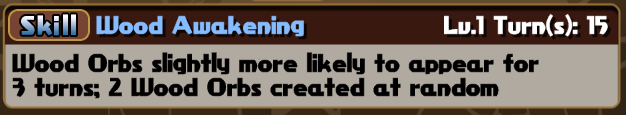 Skill Wood Awakening Lv.1 Turn(s): 15
Wood Orbs slightly more likely to appear for
3 turns; 2 Wood Orbs created at random